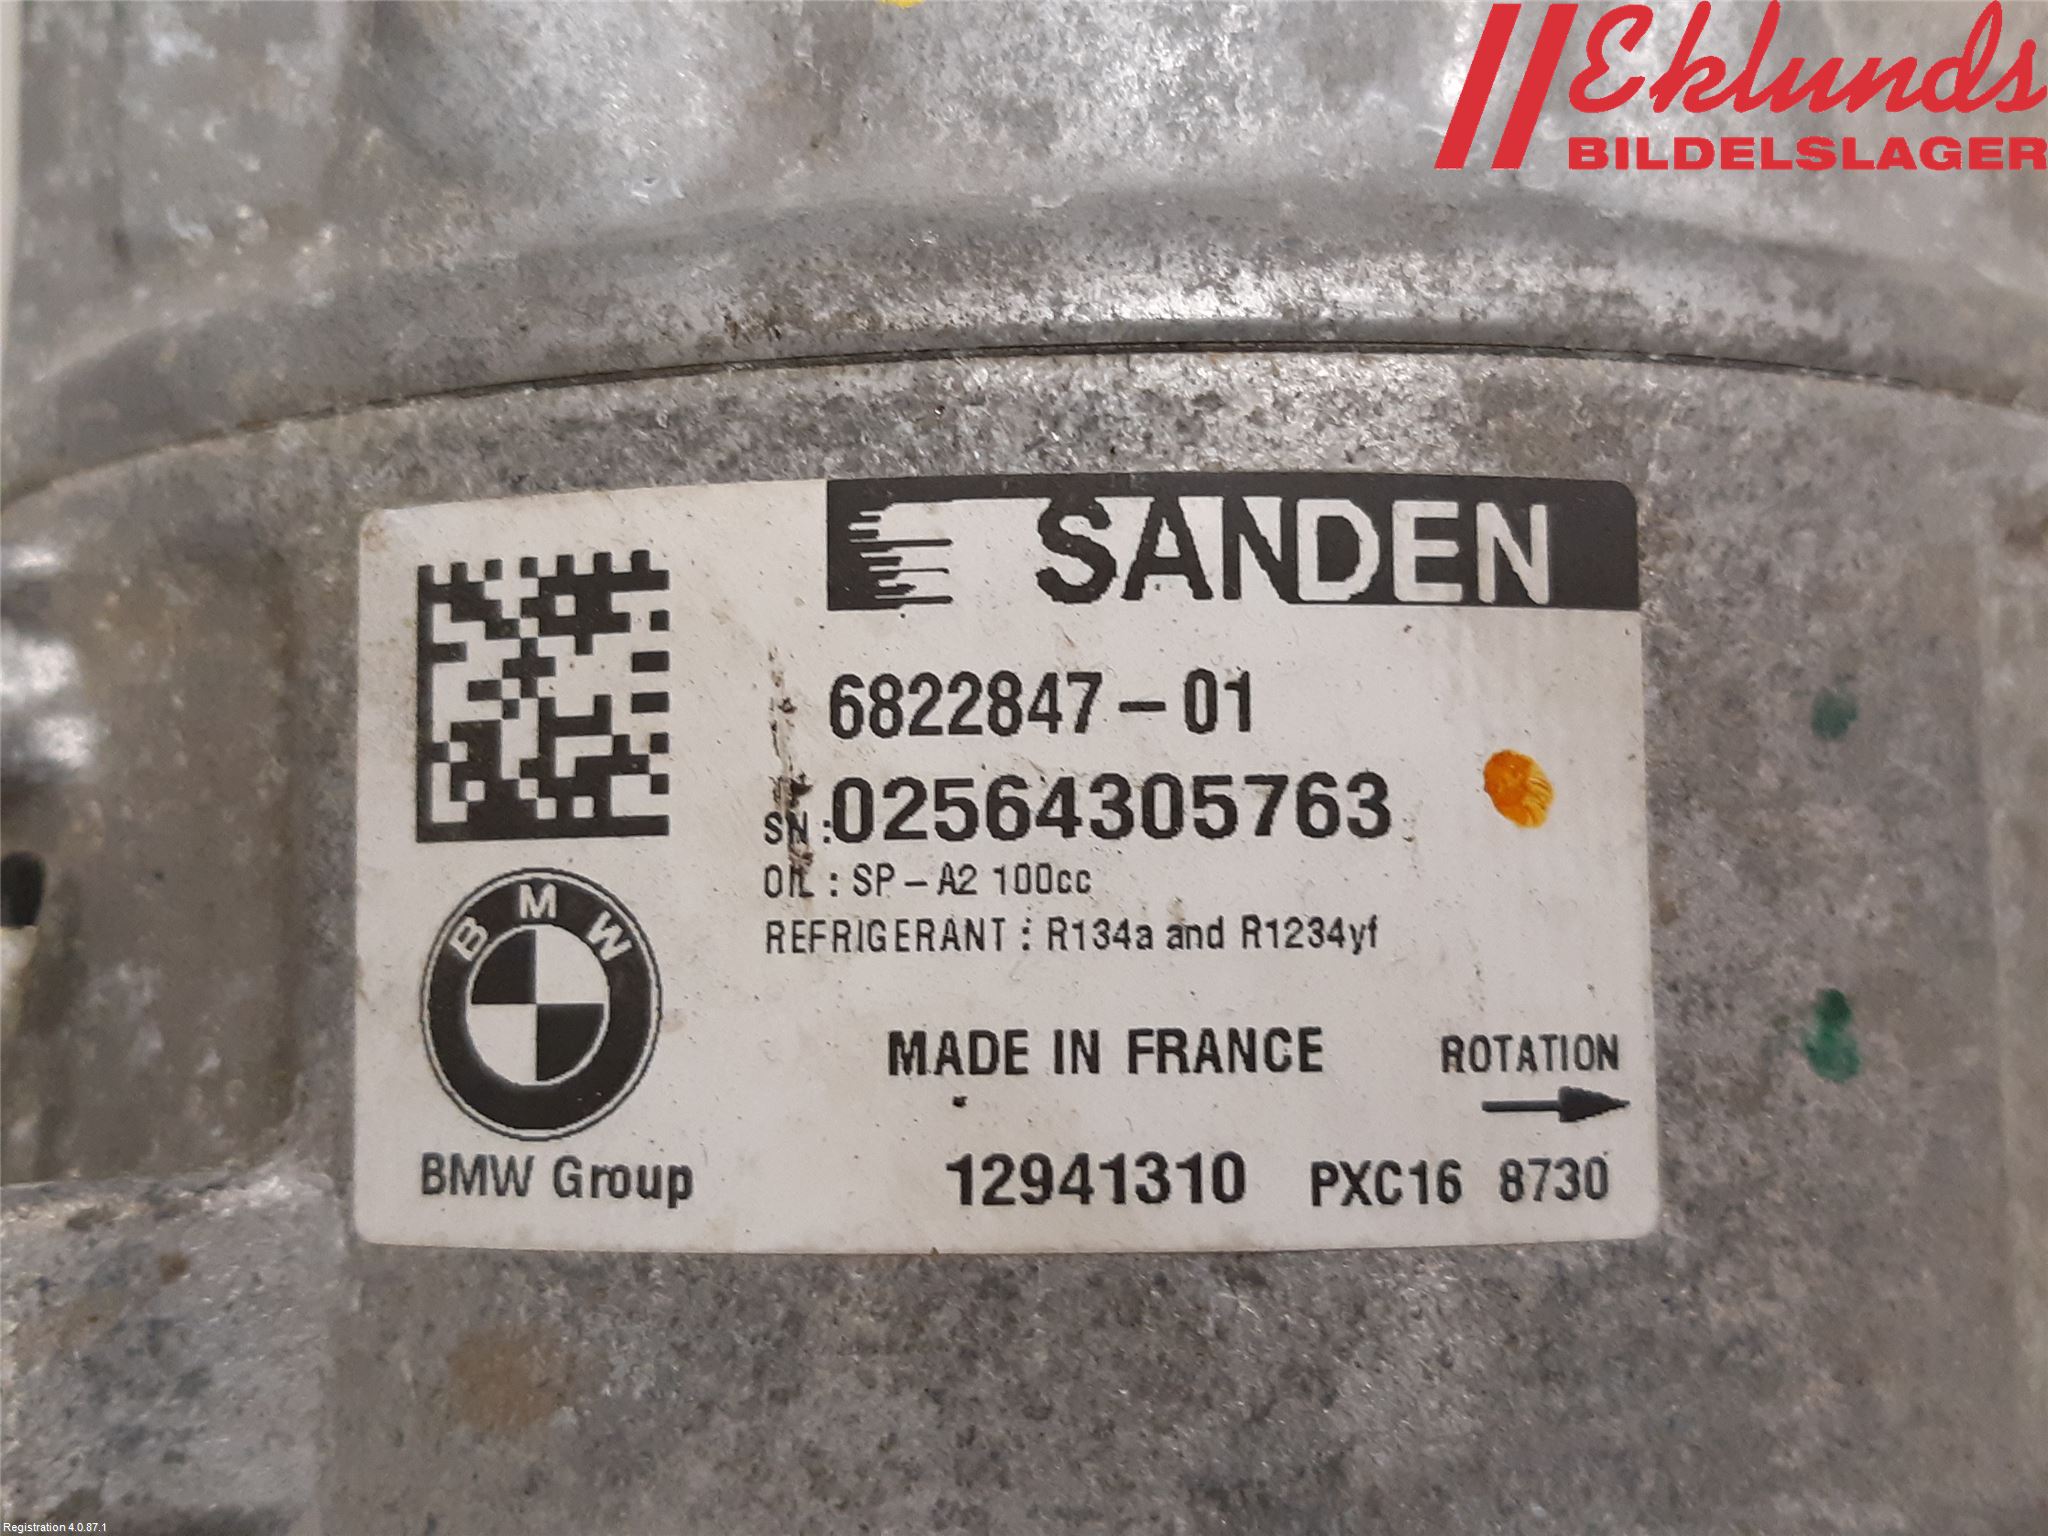 Eklunds
BILDELSLAGER
SANDEN
6822847-01
SN:02564305763
OIL : SP-A2 100cc
REFRIGERANT : R134a and R1234yf
BMW
MADE IN FRANCE
ROTATION
BMW Group
12941310 PXC16 8730
Registration 4.0.87.1